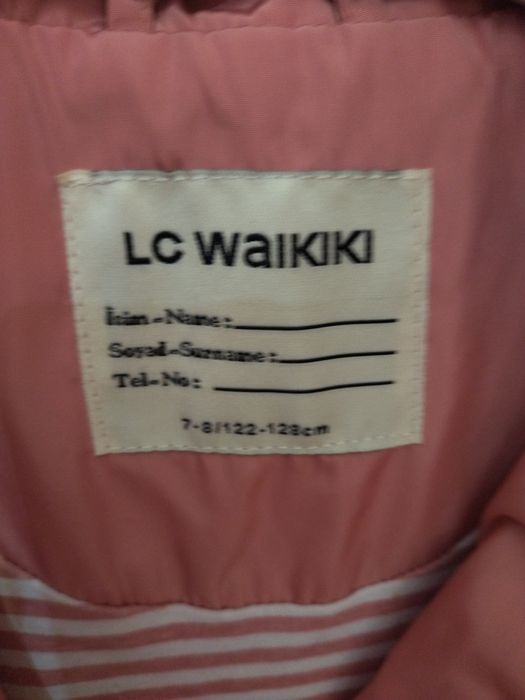 LC WAIKIKI
İsim-Name:
Soyad-Surname:
Tel-No:
7-8/122-128cm